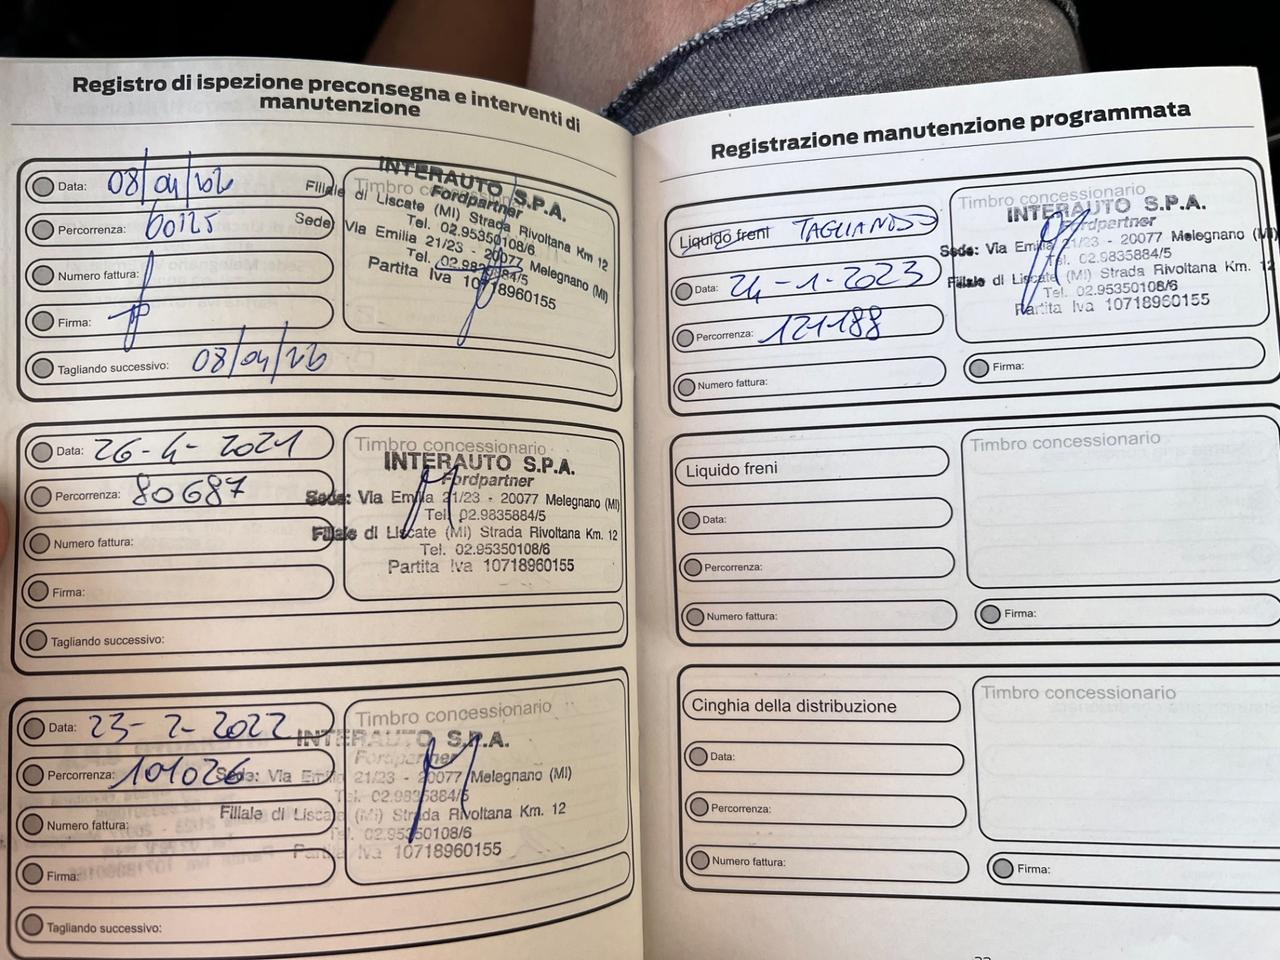 Registro di ispezione preconsegna e interventi di
manutenzione
Data: 08/04/202
Percorrenza: 60125
Numero fattura:
Firma:
Tagliando successivo: 08/04/
Timbro concessionario
INTERAUTO S.P.A.
Fordpartner
Filiale di Liscate (MI) Strada Rivoltana Km 12
Tel. 02.95350108/6
Sede: Via Emilia 21/23 - 20077 Melegnano (MI)
Tel. 02.9835884/5
Partita Iva 10718960155
Data: 26-4-2021
Percorrenza: 80687
Numero fattura:
Firma:
Tagliando successivo:
Timbro concessionario
INTERAUTO S.P.A.
Fordpartner
Sede: Via Emilia 21/23 - 20077 Melegnano (MI)
Tel. 02.9835884/5
Filiale di Liscate (MI) Strada Rivoltana Km. 12
Tel. 02.95350108/6
Partita Iva 10718960155
Data: 23-2-2022
Percorrenza: 101026
Numero fattura:
Firma:
Tagliando successivo:
Timbro concessionario
INTERAUTO S.P.A.
Fordpartner
Sede: Via Emilia 21/23 - 20077 Melegnano (MI)
Tel. 02.9835884/5
Filiale di Liscate (MI) Strada Rivoltana Km. 12
Tel. 02.95350108/6
Partita Iva 10718960155
Registrazione manutenzione programmata
Liquido freni TAGLIANDO
Data: 24-1-2023
Percorrenza: 121188
Numero fattura:
Timbro concessionario
INTERAUTO S.P.A.
Fordpartner
Sede: Via Emilia 21/23 - 20077 Melegnano (MI)
Tel. 02.9835884/5
Filiale di Liscate (MI) Strada Rivoltana Km. 12
Tel. 02.95350108/6
Partita Iva 10718960155
Firma:
Liquido freni
Data:
Percorrenza:
Numero fattura:
Timbro concessionario
Firma:
Cinghia della distribuzione
Data:
Percorrenza:
Numero fattura:
Timbro concessionario
Firma: